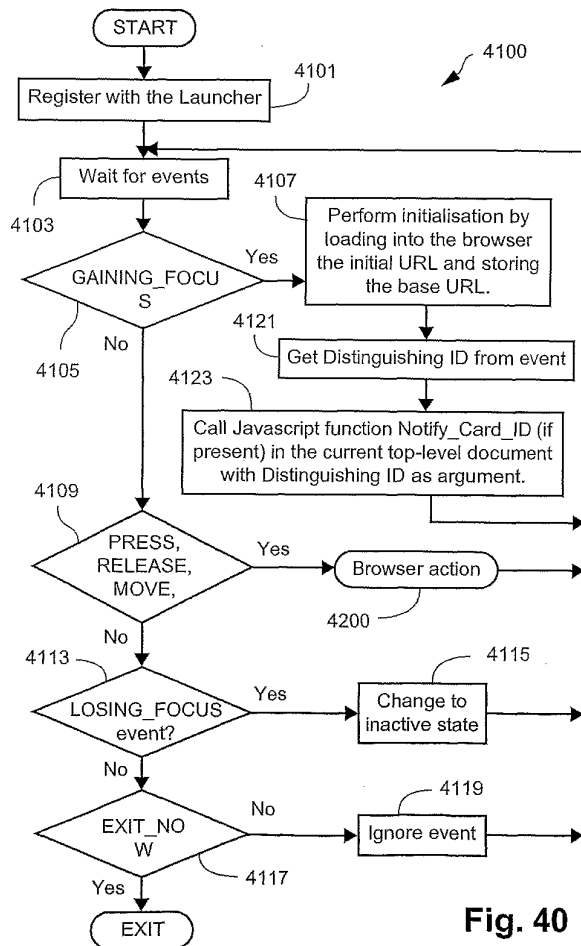 START
4100
4101
Register with the Launcher
Wait for events
4103
4107
Perform initialisation by
loading into the browser
the initial URL and storing
the base URL.
GAINING_FOCU
S
Yes
4105
No
4121
Get Distinguishing ID from event
4123
Call Javascript function Notify_Card_ID (if
present) in the current top-level document
with Distinguishing ID as argument.
4109
PRESS,
RELEASE,
MOVE,
Yes
Browser action
4200
No
4113
4115
LOSING_FOCUS
event?
Yes
Change to
inactive state
No
4119
EXIT_NO
W
No
Ignore event
4117
Yes
EXIT
Fig. 40